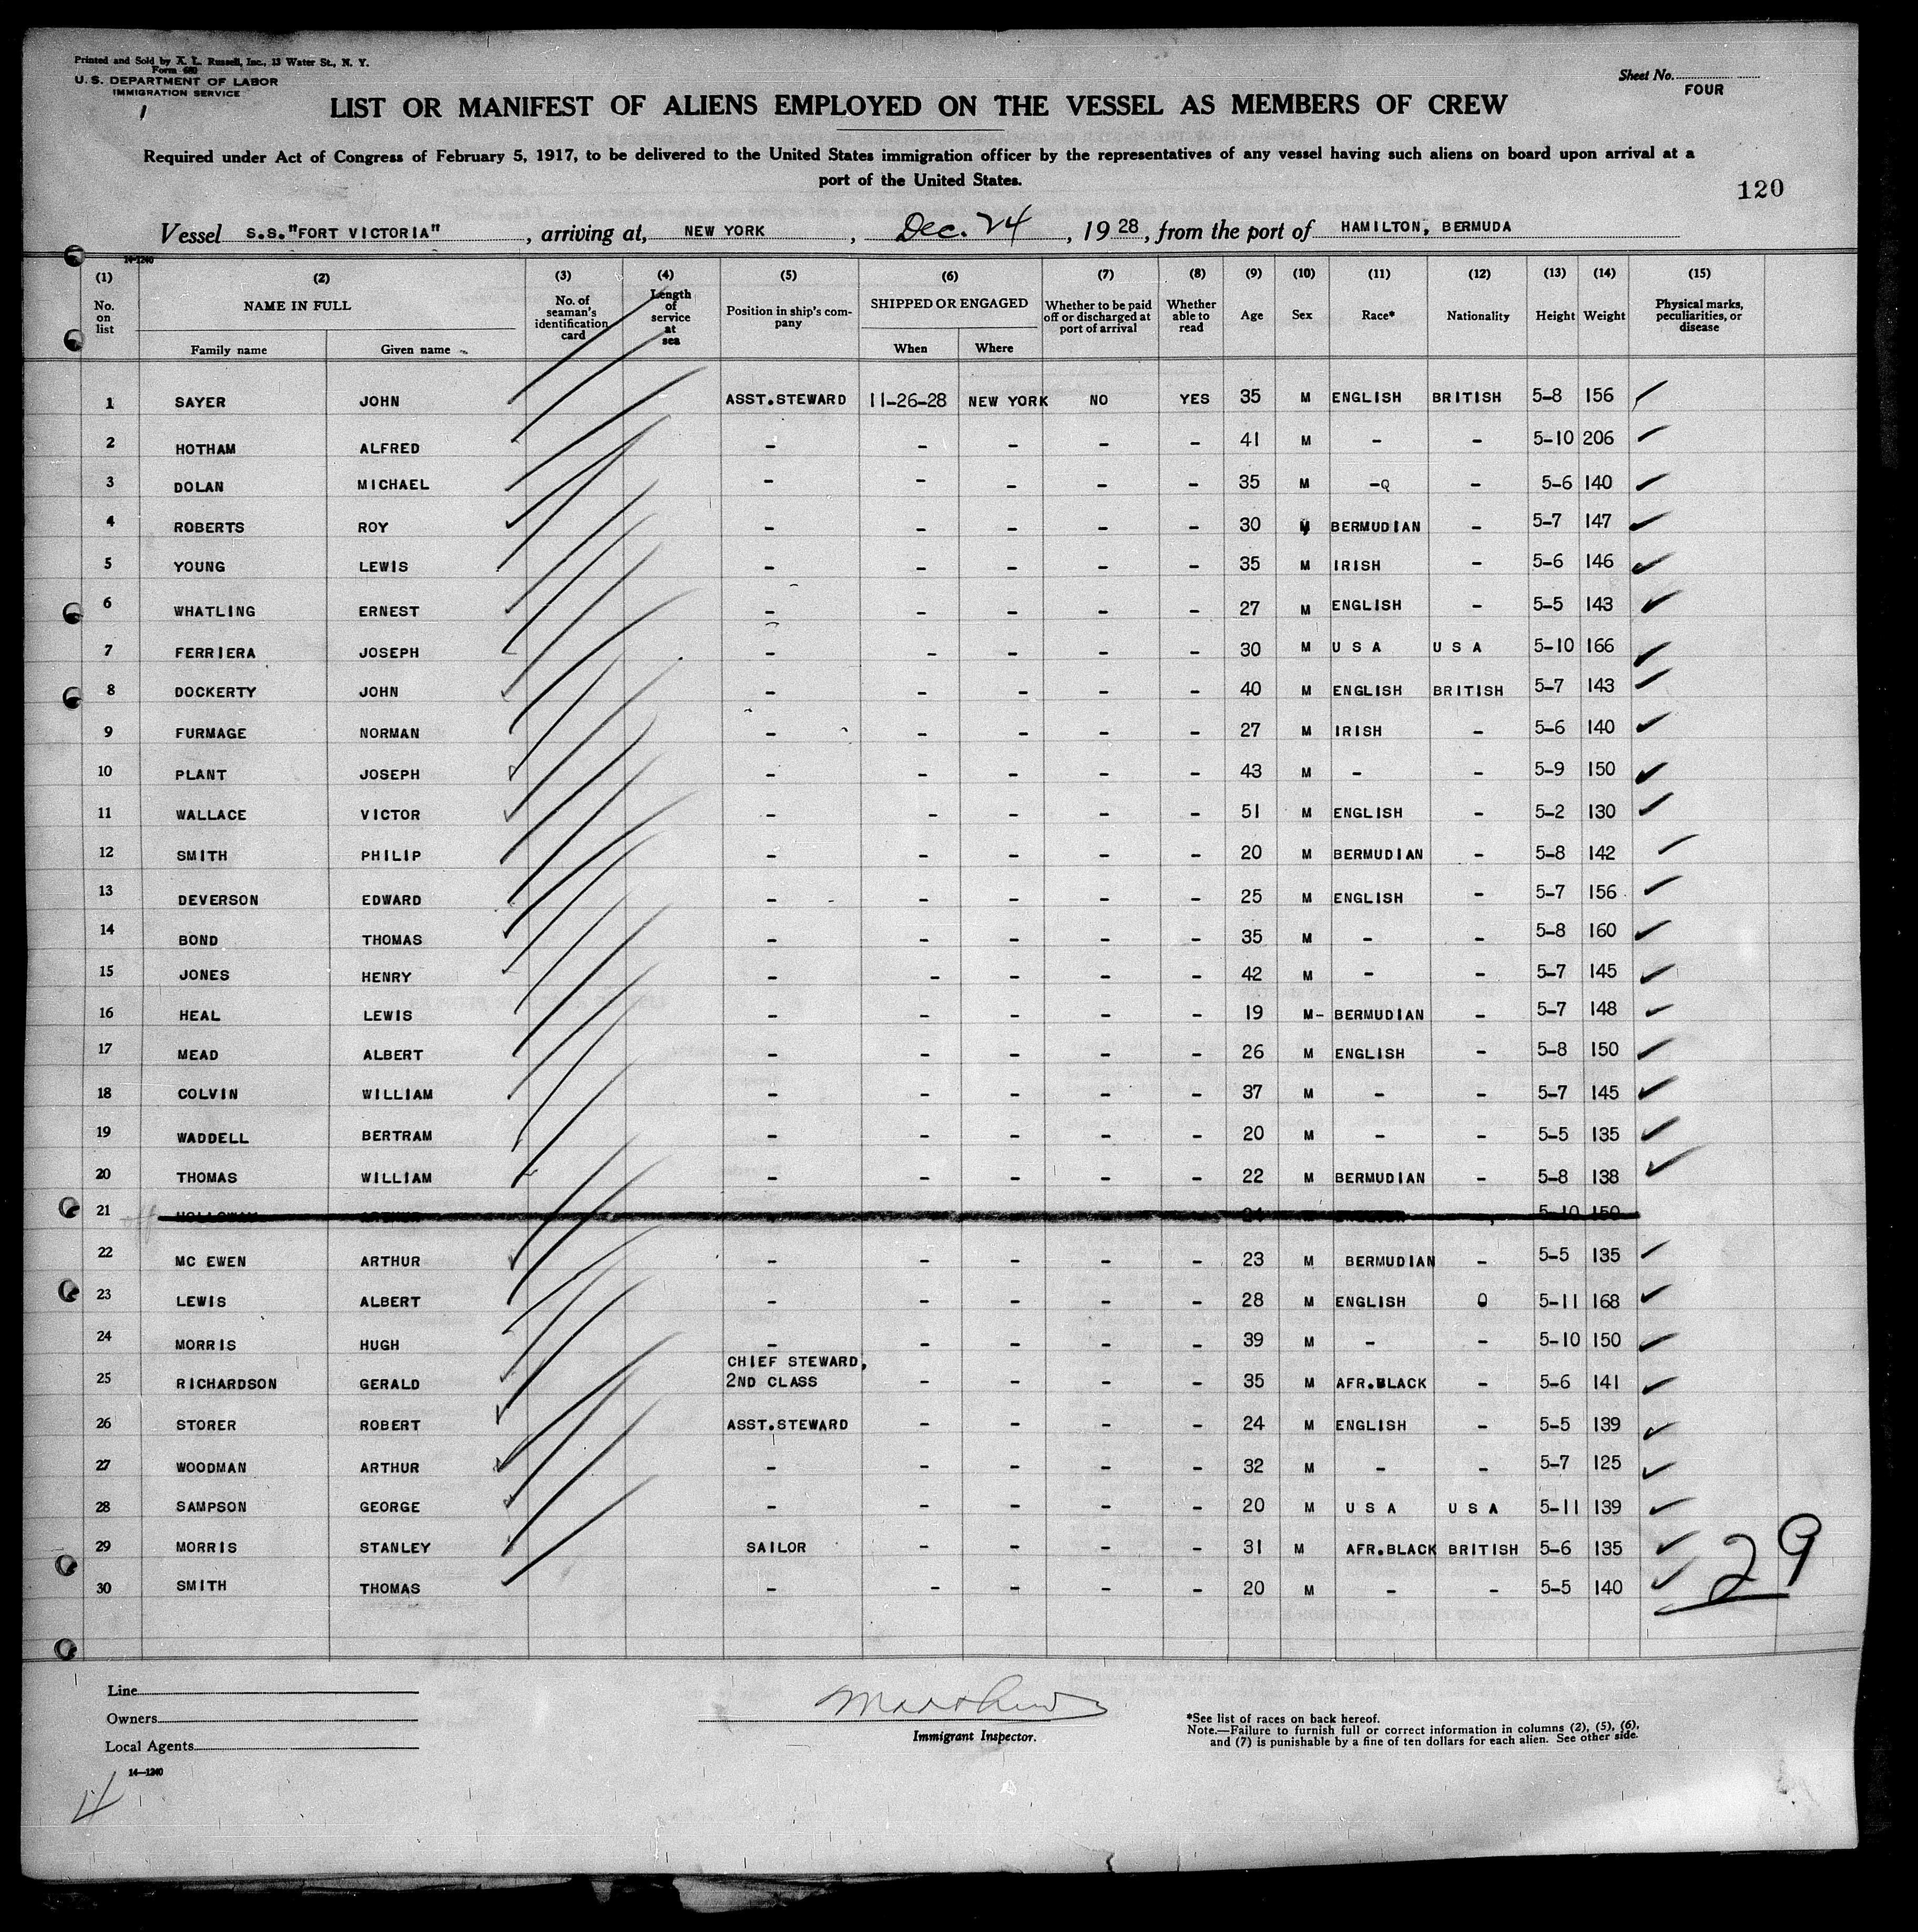 Printed and Sold by X. L. Russell, Inc., 13 Water St., N. Y.
Form 680
U. S. DEPARTMENT OF LABOR
IMMIGRATION SERVICE
Sheet No.
FOUR
LIST OR MANIFEST OF ALIENS EMPLOYED ON THE VESSEL AS MEMBERS OF CREW
Required under Act of Congress of February 5, 1917, to be delivered to the United States immigration officer by the representatives of any vessel having such aliens on board upon arrival at a
port of the United States.
120
Vessel S.S."FORT VICTORIA", arriving at, NEW YORK, Dec. 24, 1928, from the port of HAMILTON, BERMUDA
14-1240
(1) (2) (3) (4) (5) (6) (7) (8) (9) (10) (11) (12) (13) (14) (15)
No. on list NAME IN FULL Family name Given name No. of seaman's identification card Length of service at sea Position in ship's company SHIPPED OR ENGAGED When Where Whether to be paid off or discharged at port of arrival Whether able to read Age Sex Race* Nationality Height Weight Physical marks, peculiarities, or disease
1 SAYER JOHN ASST.STEWARD 11-26-28 NEW YORK NO YES 35 M ENGLISH BRITISH 5-8 156
2 HOTHAM ALFRED - - - - - 41 M - - 5-10 206
3 DOLAN MICHAEL - - - - - 35 M -Q - 5-6 140
4 ROBERTS ROY - - - - - 30 M BERMUDIAN - 5-7 147
5 YOUNG LEWIS - - - - - 35 M IRISH - 5-6 146
6 WHATLING ERNEST - - - - - 27 M ENGLISH - 5-5 143
7 FERRIERA JOSEPH - - - - - 30 M U S A U S A 5-10 166
8 DOCKERTY JOHN - - - - - 40 M ENGLISH BRITISH 5-7 143
9 FURMAGE NORMAN - - - - - 27 M IRISH - 5-6 140
10 PLANT JOSEPH - - - - - 43 M - - 5-9 150
11 WALLACE VICTOR - - - - - 51 M ENGLISH - 5-2 130
12 SMITH PHILIP - - - - - 20 M BERMUDIAN - 5-8 142
13 DEVERSON EDWARD - - - - - 25 M ENGLISH - 5-7 156
14 BOND THOMAS - - - - - 35 M - - 5-8 160
15 JONES HENRY - - - - - 42 M - - 5-7 145
16 HEAL LEWIS - - - - - 19 M- BERMUDIAN - 5-7 148
17 MEAD ALBERT - - - - - 26 M ENGLISH - 5-8 150
18 COLVIN WILLIAM - - - - - 37 M - - 5-7 145
19 WADDELL BERTRAM - - - - - 20 M - - 5-5 135
20 THOMAS WILLIAM - - - - - 22 M BERMUDIAN - 5-8 138
21 5-10 150
22 MC EWEN ARTHUR - - - - - 23 M BERMUDIAN - 5-5 135
23 LEWIS ALBERT - - - - - 28 M ENGLISH 5-11 168
24 MORRIS HUGH - - - - - 39 M - - 5-10 150
25 RICHARDSON GERALD CHIEF STEWARD, 2ND CLASS - - - - 35 M AFR.BLACK - 5-6 141
26 STORER ROBERT ASST.STEWARD - - - - 24 M ENGLISH - 5-5 139
27 WOODMAN ARTHUR - - - - - 32 M - - 5-7 125
28 SAMPSON GEORGE - - - - - 20 M U S A U S A 5-11 139
29 MORRIS STANLEY SAILOR - - - - 31 M AFR.BLACK BRITISH 5-6 135
30 SMITH THOMAS - - - - - 20 M - - 5-5 140
29
Line
Owners
Local Agents
14-1240
Immigrant Inspector.
*See list of races on back hereof.
Note.—Failure to furnish full or correct information in columns (2), (5), (6),
and (7) is punishable by a fine of ten dollars for each alien. See other side.